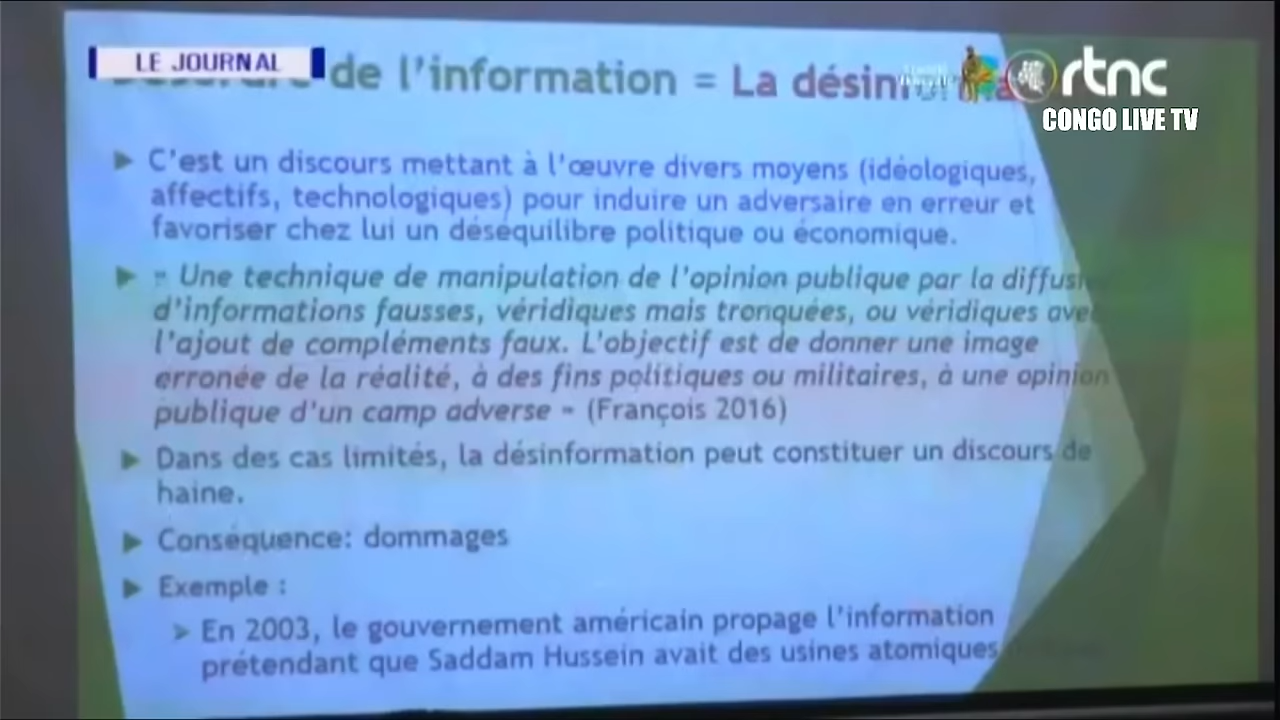 LE JOURNAL
rtnc
CONGO LIVE TV
de l'information = La
► C'est un discours mettant à l'œuvre divers moyens (idéologiques,
affectifs, technologiques) pour induire un adversaire en erreur et
favoriser chez lui un déséquilibre politique ou économique.
► " Une technique de manipulation de l'opinion publique par la
d'informations fausses, véridiques mais tronquées, ou véridiques avec
l'ajout de compléments faux. L'objectif est de donner une image
erronée de la réalité, à des fins politiques ou militaires, à une opinion
publique d'un camp adverse " (François 2016)
► Dans des cas limités, la désinformation peut constituer un discours de
haine.
► Conséquence: dommages
► Exemple :
➢ En 2003, le gouvernement américain propage l'information
prétendant que Saddam Hussein avait des usines atomiques